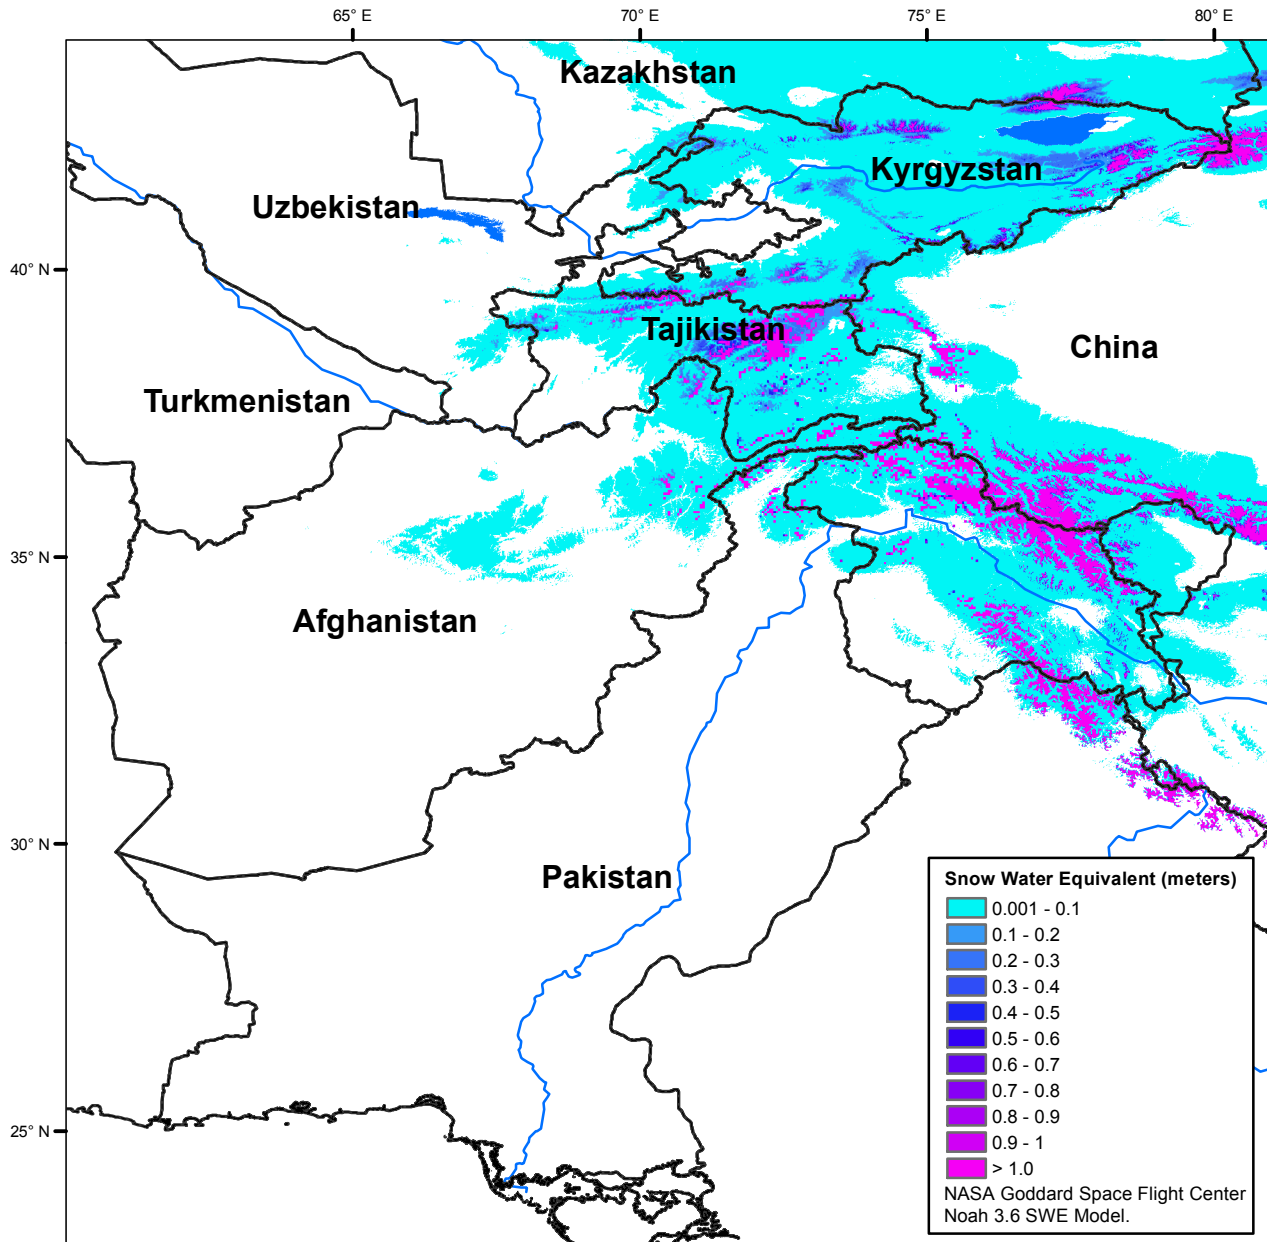 65° E
70° E
75° E
80° E
Kazakhstan
Kyrgyzstan
Uzbekistan
40° N
Tajikistan
China
Turkmenistan
35° N
Afghanistan
30° N
Pakistan
25° N
Snow Water Equivalent (meters)
0.001 - 0.1
0.1 - 0.2
0.2 - 0.3
0.3 - 0.4
0.4 - 0.5
0.5 - 0.6
0.6 - 0.7
0.7 - 0.8
0.8 - 0.9
0.9 - 1
> 1.0
NASA Goddard Space Flight Center
Noah 3.6 SWE Model.